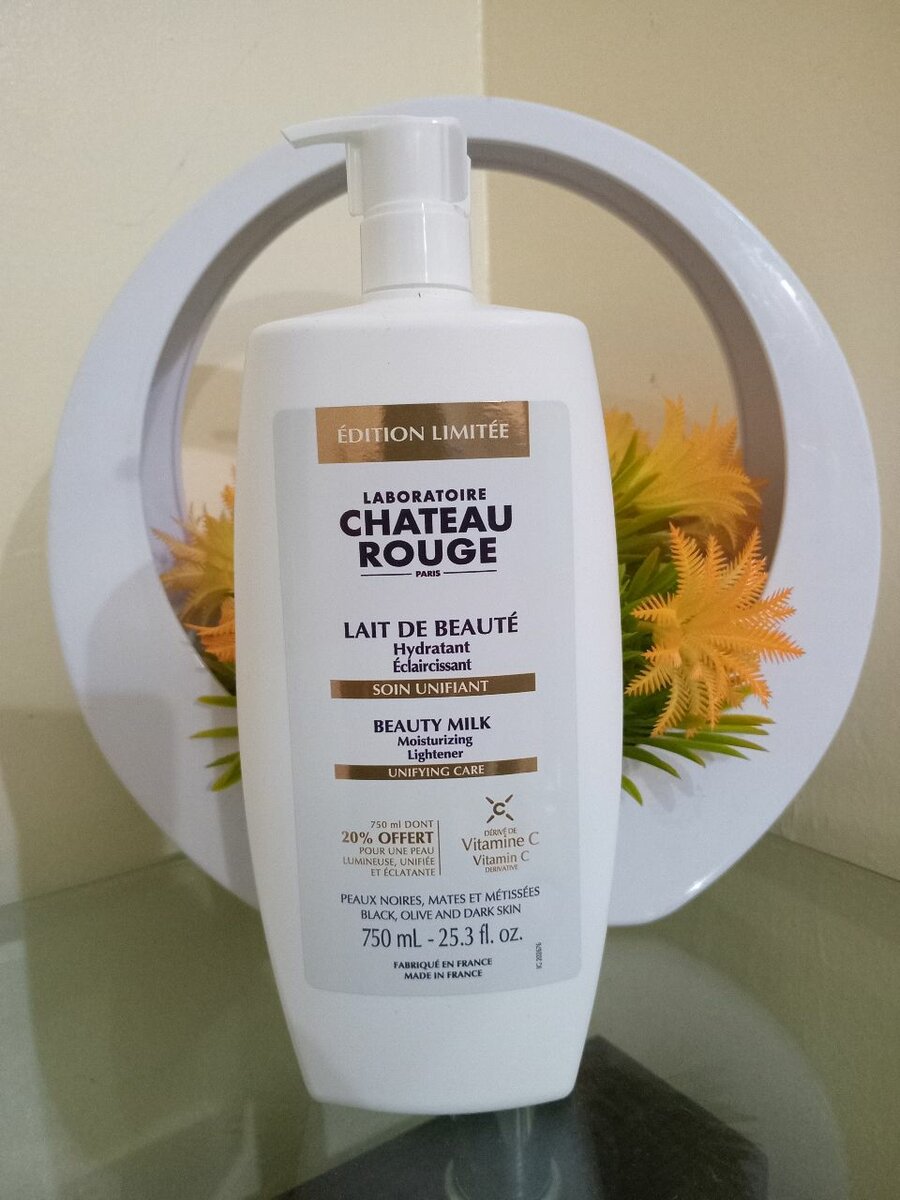 ÉDITION LIMITÉE
LABORATOIRE
CHATEAU
ROUGE
PARIS
LAIT DE BEAUTÉ
Hydratant
Éclaircissant
SOIN UNIFIANT
BEAUTY MILK
Moisturizing
Lightener
UNIFYING CARE
750 ml DONT
20% OFFERT
POUR UNE PEAU
LUMINEUSE, UNIFIÉE
ET ÉCLATANTE
C
DÉRIVÉ DE
Vitamine C
Vitamin C
DERIVATIVE
PEAUX NOIRES, MATES ET MÉTISSÉES
BLACK, OLIVE AND DARK SKIN
750 mL - 25.3 fl. oz.
FABRIQUÉ EN FRANCE
MADE IN FRANCE